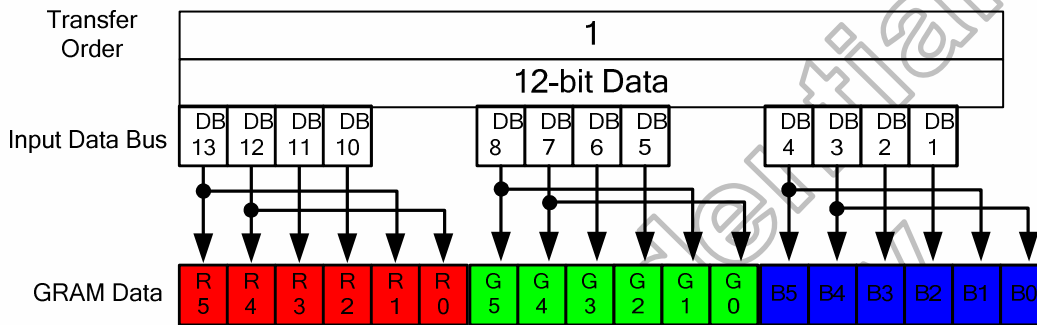 Transfer Order
1
12-bit Data
Input Data Bus
DB 13 DB 12 DB 11 DB 10 DB 8 DB 7 DB 6 DB 5 DB 4 DB 3 DB 2 DB 1
GRAM Data
R 5 R 4 R 3 R 2 R 1 R 0 G 5 G 4 G 3 G 2 G 1 G 0 B5 B4 B3 B2 B1 B0